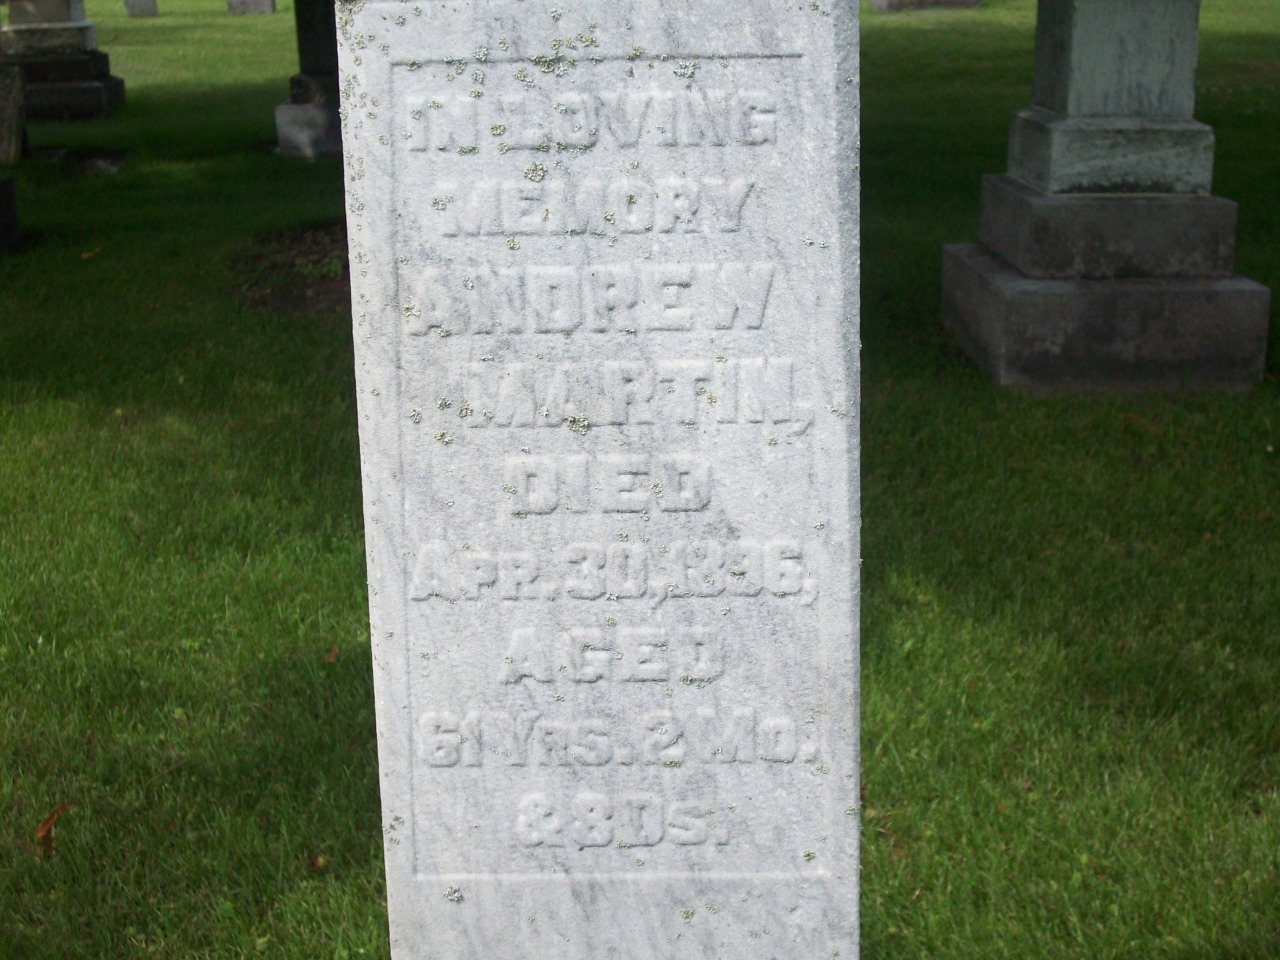 IN LOVING
MEMORY
ANDREW
MARTIN,
DIED
APR. 30, 1896,
AGED
61 YRS. 2 MO.
& 8 DS.